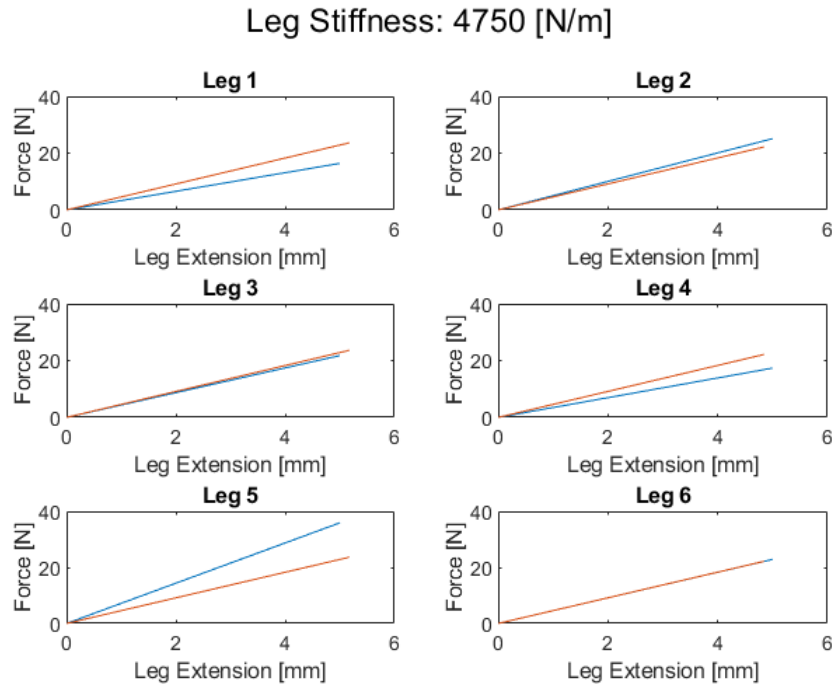 Leg Stiffness: 4750 [N/m]
Leg 1
Force [N]
40
20
0
0 2 4 6
Leg Extension [mm]
Leg 2
Force [N]
40
20
0
0 2 4 6
Leg Extension [mm]
Leg 3
Force [N]
40
20
0
0 2 4 6
Leg Extension [mm]
Leg 4
Force [N]
40
20
0
0 2 4 6
Leg Extension [mm]
Leg 5
Force [N]
40
20
0
0 2 4 6
Leg Extension [mm]
Leg 6
Force [N]
40
20
0
0 2 4 6
Leg Extension [mm]